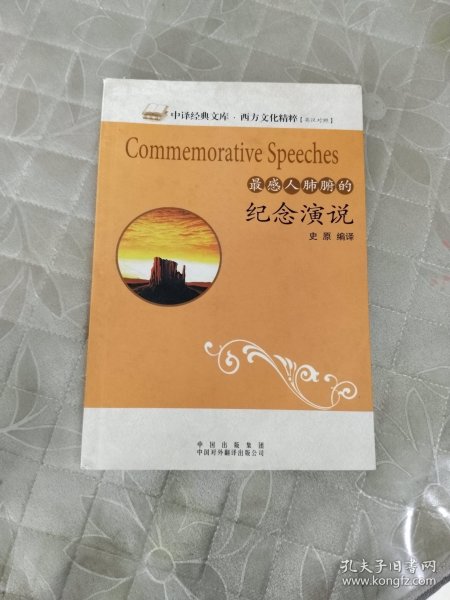 中译经典文库·西方文化精粹【英汉对照】
Commemorative Speeches
最感人肺腑的
纪念演说
史原 编译
中国出版集团
中国对外翻译出版公司
孔夫子旧书网
www.kongfz.com